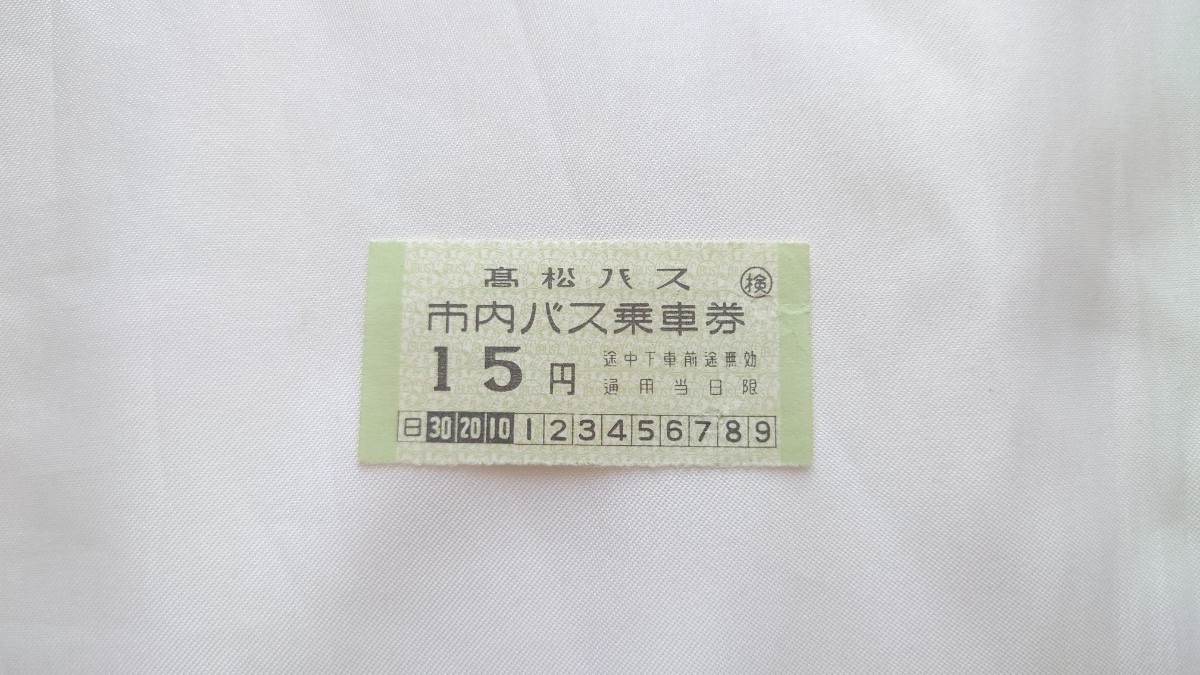 髙松バス ㊡検
市内バス乗車券
15円 途中下車前途無効
通用当日限
日 30 20 10 1 2 3 4 5 6 7 8 9